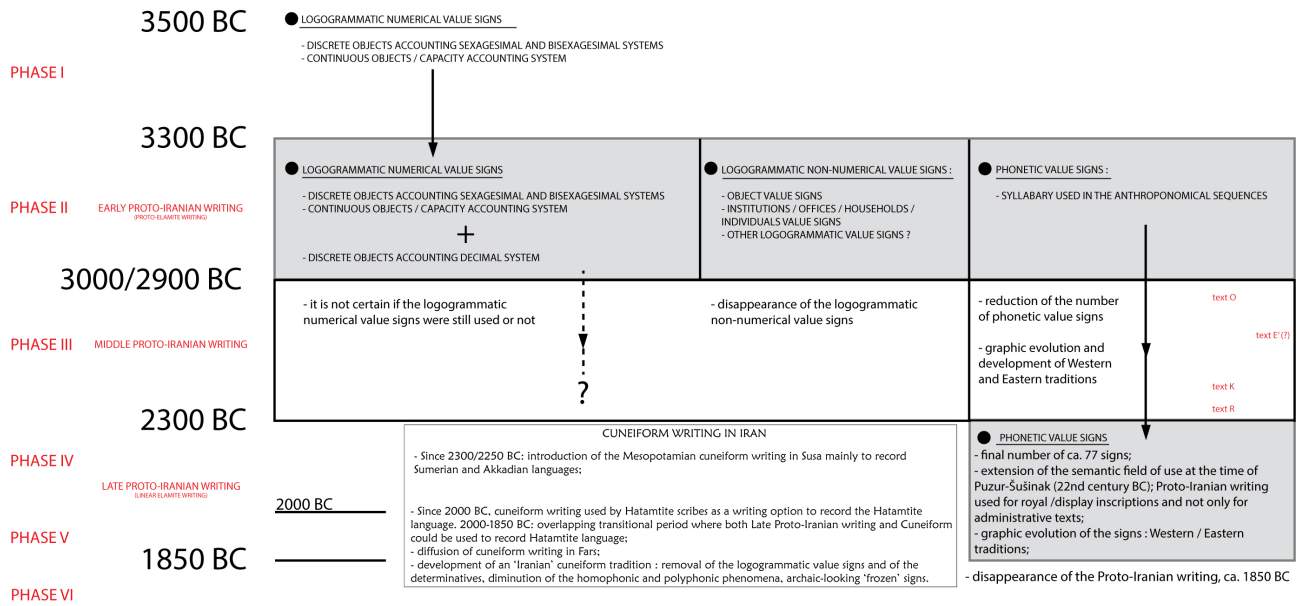 3500 BC
● LOGOGRAMMATIC NUMERICAL VALUE SIGNS
- DISCRETE OBJECTS ACCOUNTING SEXAGESIMAL AND BISEXAGESIMAL SYSTEMS
- CONTINUOUS OBJECTS / CAPACITY ACCOUNTING SYSTEM
PHASE I
3300 BC
● LOGOGRAMMATIC NUMERICAL VALUE SIGNS
- DISCRETE OBJECTS ACCOUNTING SEXAGESIMAL AND BISEXAGESIMAL SYSTEMS
- CONTINUOUS OBJECTS / CAPACITY ACCOUNTING SYSTEM
+
- DISCRETE OBJECTS ACCOUNTING DECIMAL SYSTEM
● LOGOGRAMMATIC NON-NUMERICAL VALUE SIGNS :
- OBJECT VALUE SIGNS
- INSTITUTIONS / OFFICES / HOUSEHOLDS /
INDIVIDUALS VALUE SIGNS
- OTHER LOGOGRAMMATIC VALUE SIGNS ?
● PHONETIC VALUE SIGNS :
- SYLLABARY USED IN THE ANTHROPONOMICAL SEQUENCES
PHASE II
EARLY PROTO-IRANIAN WRITING
(PROTO-ELAMITE WRITING)
3000/2900 BC
- it is not certain if the logogrammatic
numerical value signs were still used or not
?
- disappearance of the logogrammatic
non-numerical value signs
- reduction of the number
of phonetic value signs
- graphic evolution and
development of Western
and Eastern traditions
text O
text E' (?)
text K
text R
PHASE III
MIDDLE PROTO-IRANIAN WRITING
2300 BC
PHASE IV
LATE PROTO-IRANIAN WRITING
(LINEAR ELAMITE WRITING)
2000 BC
PHASE V
1850 BC
PHASE VI
CUNEIFORM WRITING IN IRAN
- Since 2300/2250 BC: introduction of the Mesopotamian cuneiform writing in Susa mainly to record
Sumerian and Akkadian languages;
- Since 2000 BC, cuneiform writing used by Hatamtite scribes as a writing option to record the Hatamtite
language. 2000-1850 BC: overlapping transitional period where both Late Proto-Iranian writing and Cuneiform
could be used to record Hatamtite language;
- diffusion of cuneiform writing in Fars;
- development of an 'Iranian' cuneiform tradition : removal of the logogrammatic value signs and of the
determinatives, diminution of the homophonic and polyphonic phenomena, archaic-looking 'frozen' signs.
● PHONETIC VALUE SIGNS
- final number of ca. 77 signs;
- extension of the semantic field of use at the time of
Puzur-Šušinak (22nd century BC); Proto-Iranian writing
used for royal /display inscriptions and not only for
administrative texts;
- graphic evolution of the signs : Western / Eastern
traditions;
- disappearance of the Proto-Iranian writing, ca. 1850 BC